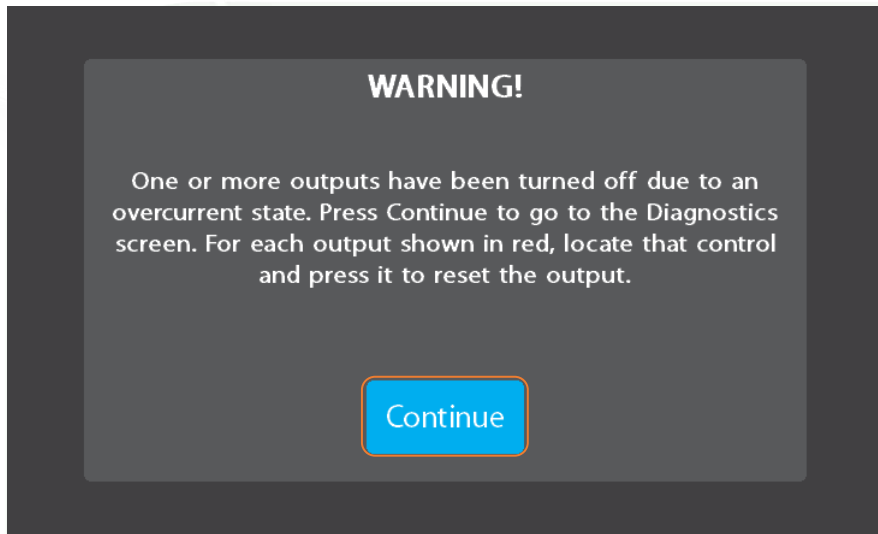 WARNING!
One or more outputs have been turned off due to an
overcurrent state. Press Continue to go to the Diagnostics
screen. For each output shown in red, locate that control
and press it to reset the output.
Continue